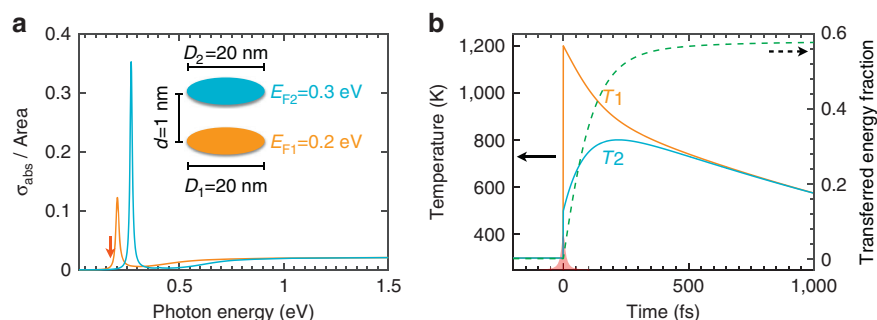 a
0.4
0.3
0.2
0.1
0
σabs / Area
0.5
1
1.5
Photon energy (eV)
D2=20 nm
EF2=0.3 eV
d=1 nm
EF1=0.2 eV
D1=20 nm
b
1,200
1,000
800
600
400
Temperature (K)
T1
T2
0
500
1,000
Time (fs)
0.6
0.4
0.2
0
Transferred energy fraction